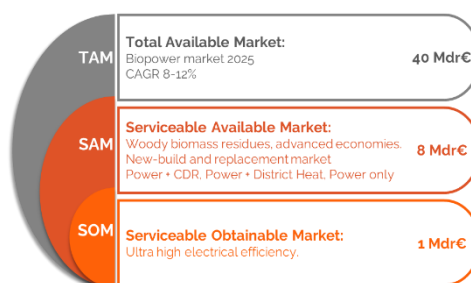 TAM
Total Available Market:
Biopower market 2025
CAGR 8-12%
40 Mdr€
SAM
Serviceable Available Market:
Woody biomass residues, advanced economies.
New-build and replacement market
Power + CDR, Power + District Heat, Power only
8 Mdr€
SOM
Serviceable Obtainable Market:
Ultra high electrical efficiency.
1 Mdr€